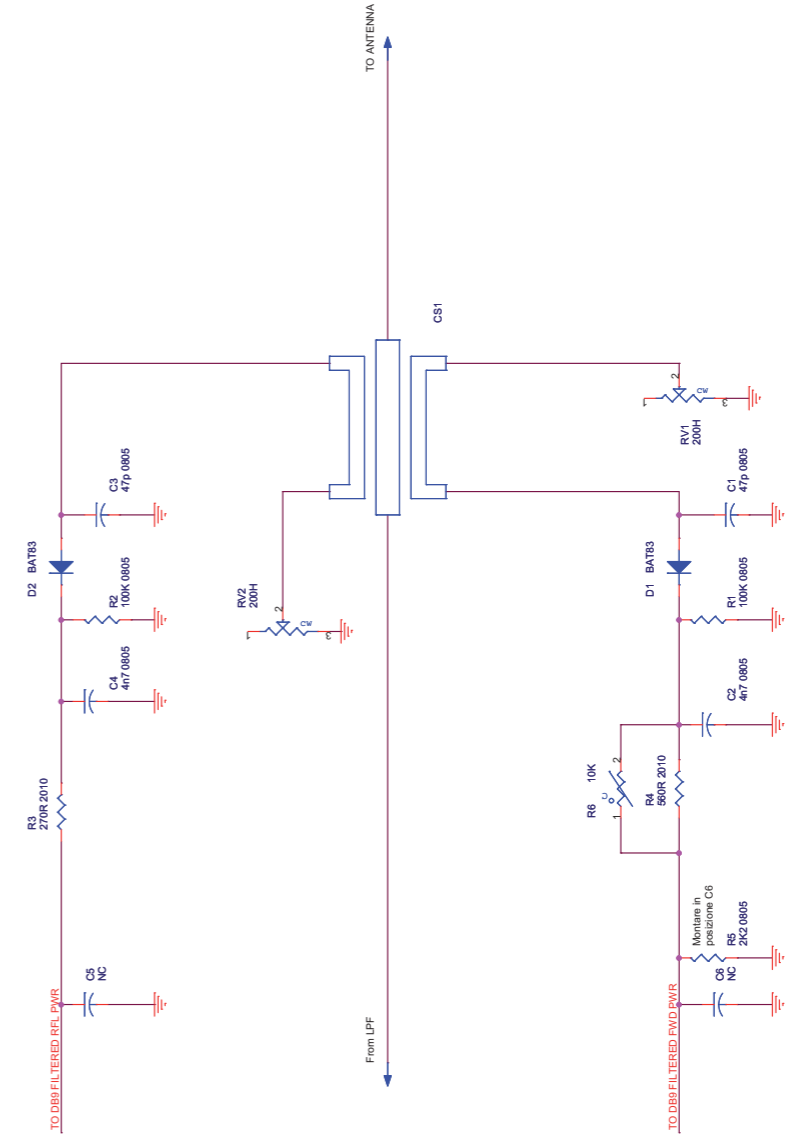 TO ANTENNA
CS1
C3
47p 0805
D2 BAT83
R2
100K 0805
C4
4n7 0805
R3
270R 2010
C5
NC
TO DB9 FILTERED RFL PWR
RV2
200H
1
2
3
CW
From LPF
RV1
200H
1
2
3
CW
C1
47p 0805
D1 BAT83
R1
100K 0805
C2
4n7 0805
R6 10K
1
2
R4
560R 2010
Montare in
posizione C6
R5
2K2 0805
C6
NC
TO DB9 FILTERED FWD PWR